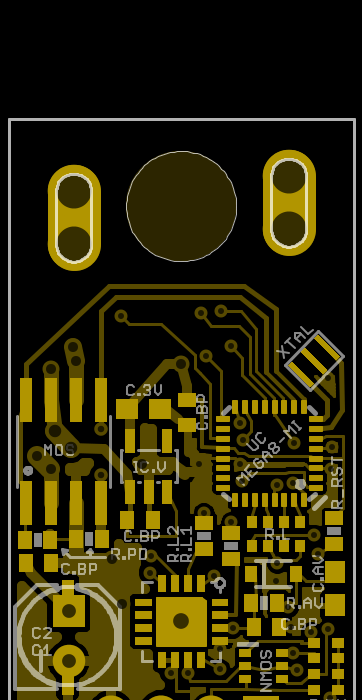 XTAL
C.3V
C.BP
UC
MEGA8-MI
MOS
IC.V
R_RST
C.BP
R.L2
R.L1
R.L
R.PD
C.BP
C.AV
R.AV
C.BP
C2
C1
NMOS